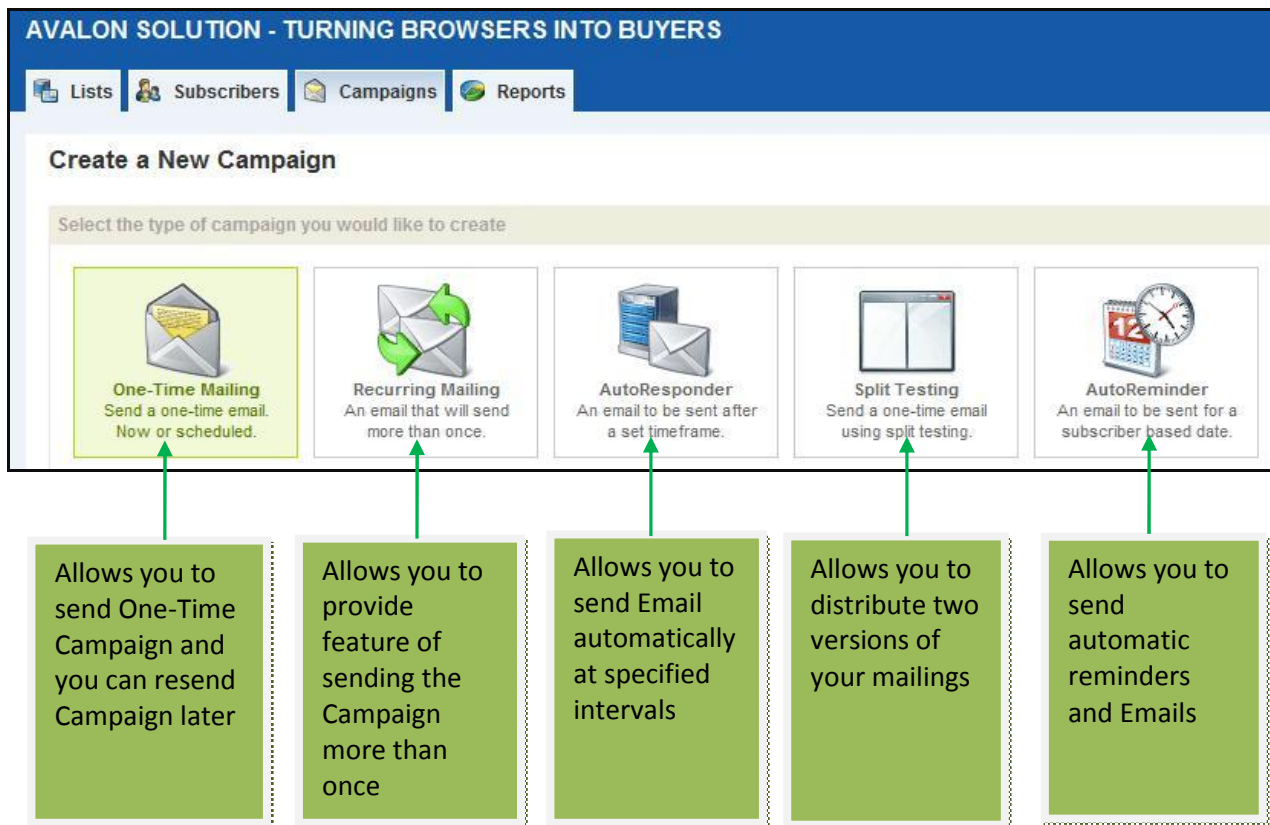 AVALON SOLUTION - TURNING BROWSERS INTO BUYERS
Lists
Subscribers
Campaigns
Reports
Create a New Campaign
Select the type of campaign you would like to create
12
One-Time Mailing
Send a one-time email.
Now or scheduled.
Recurring Mailing
An email that will send
more than once.
AutoResponder
An email to be sent after
a set timeframe.
Split Testing
Send a one-time email
using split testing.
AutoReminder
An email to be sent for a
subscriber based date.
Allows you to
send One-Time
Campaign and
you can resend
Campaign later
Allows you to
provide
feature of
sending the
Campaign
more than
once
Allows you to
send Email
automatically
at specified
intervals
Allows you to
distribute two
versions of
your mailings
Allows you to
send
automatic
reminders
and Emails